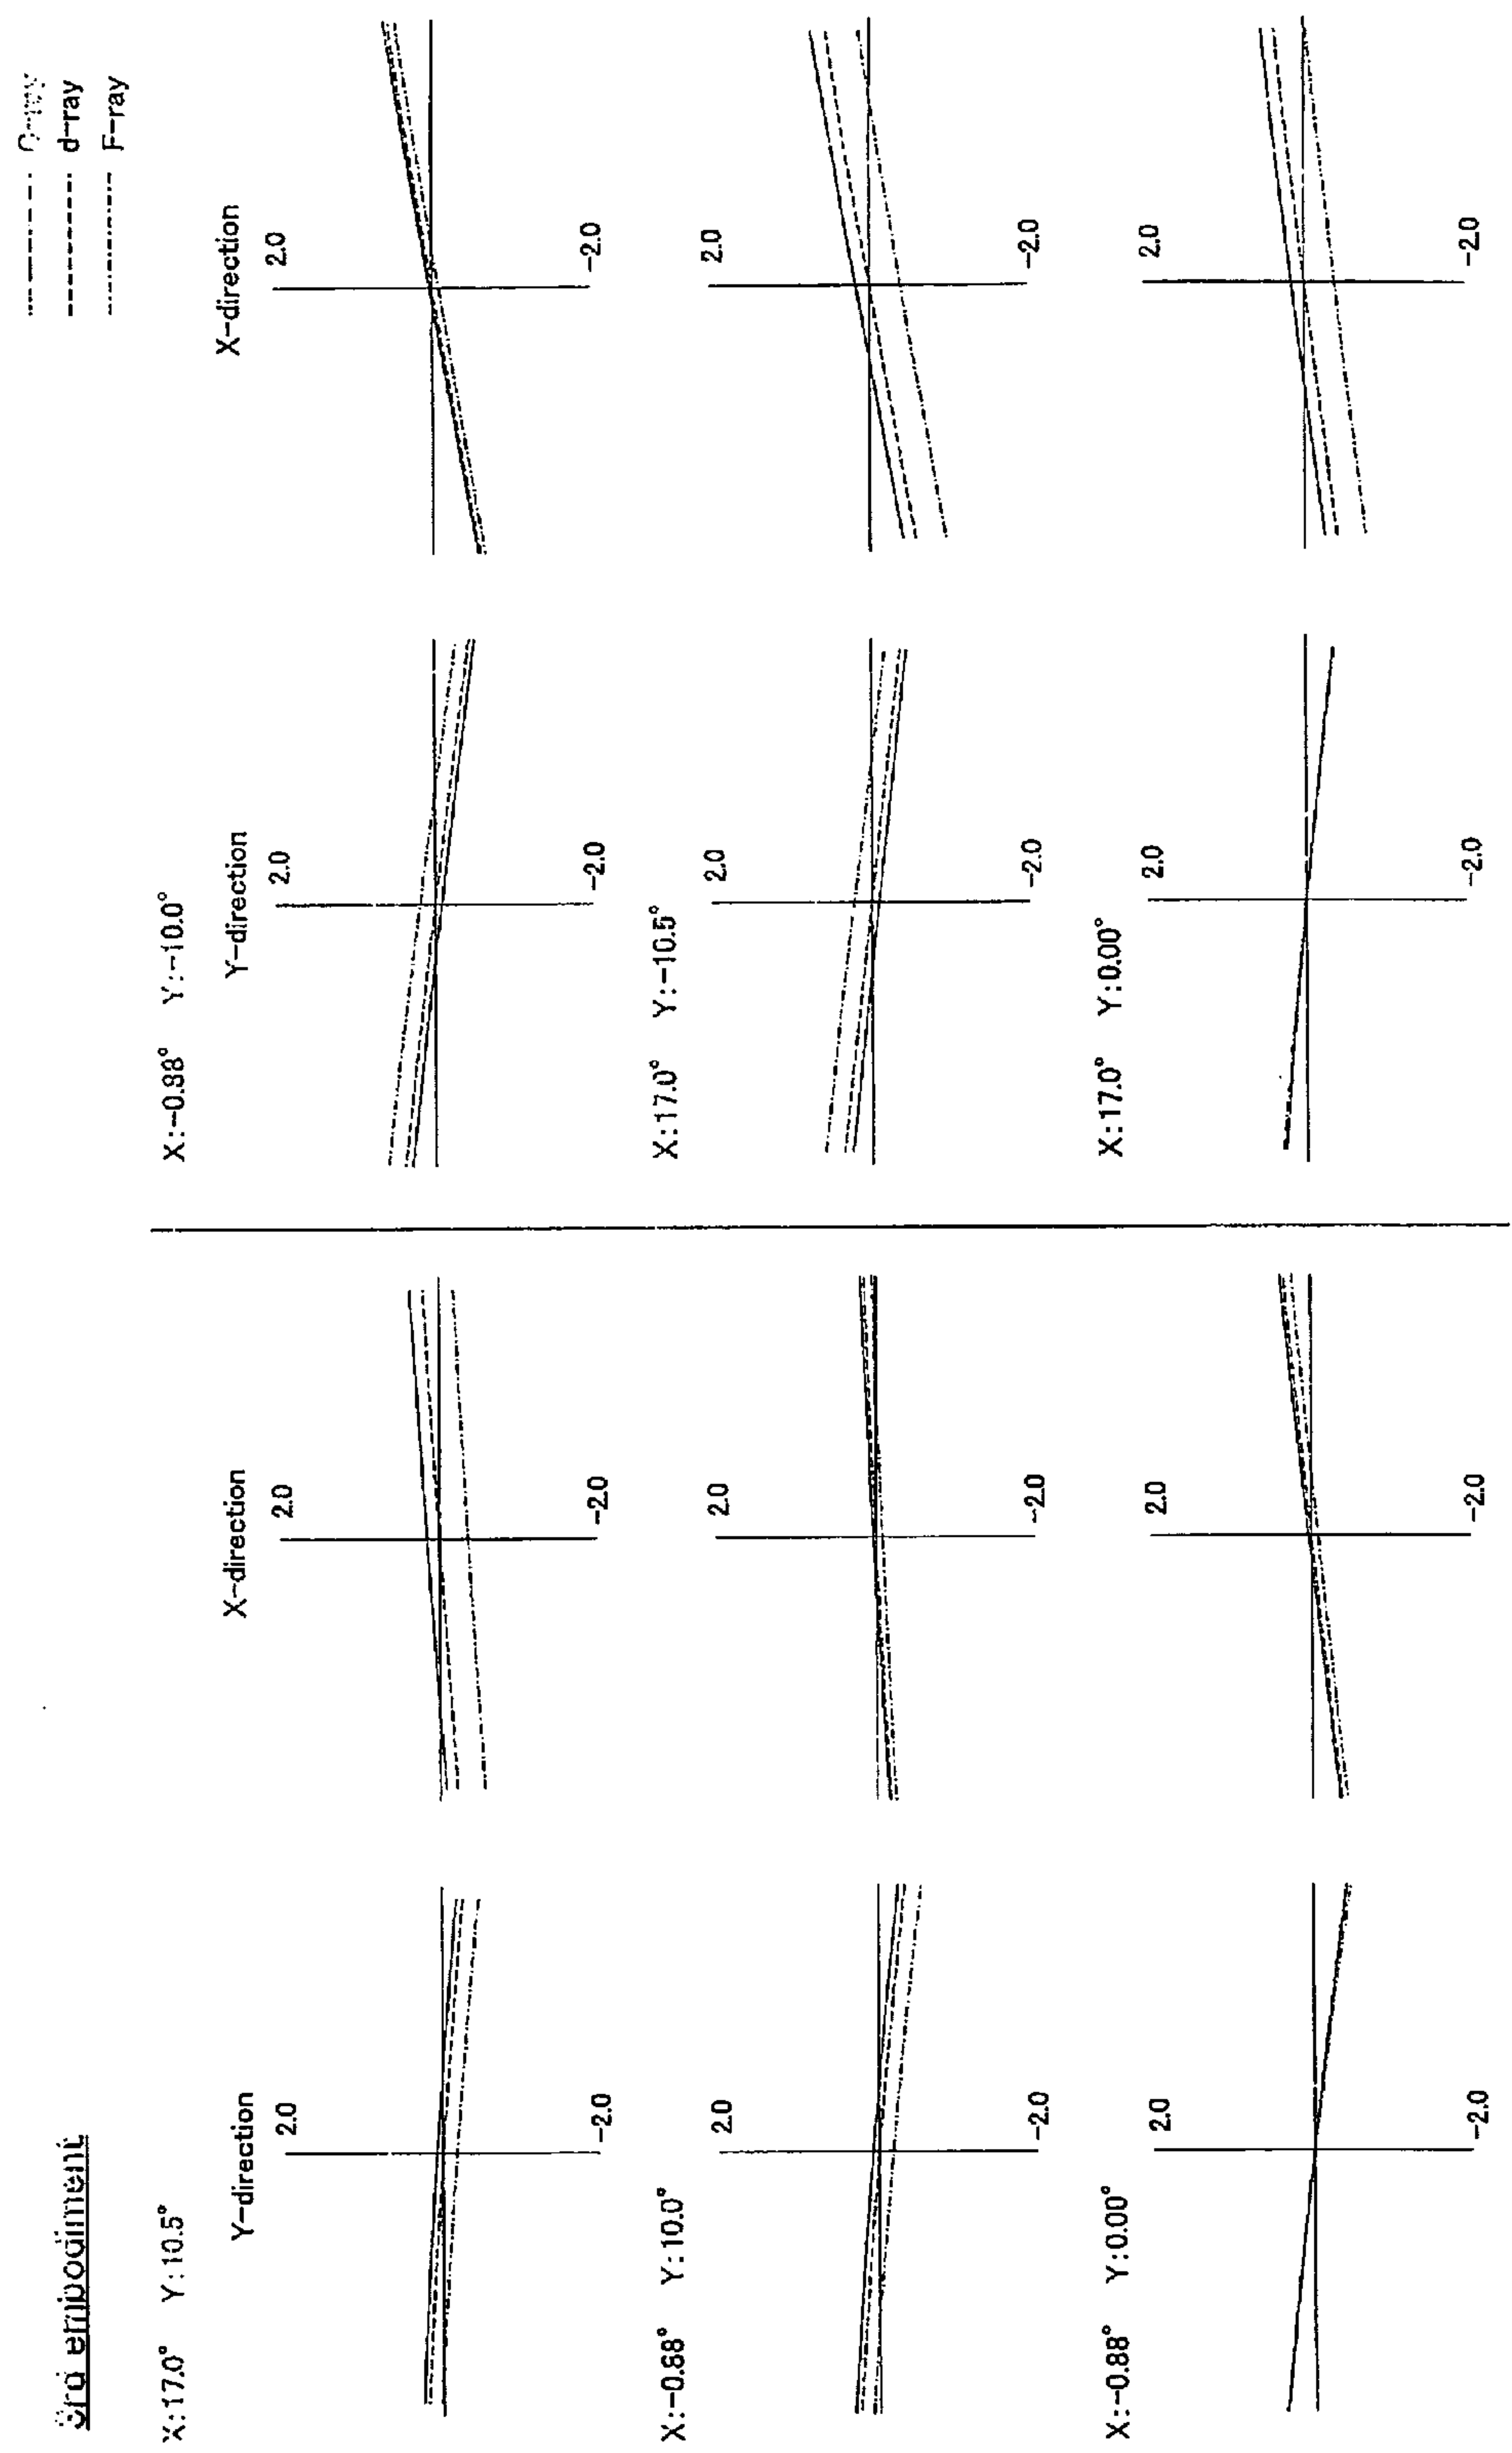 3rd embodiment
C-ray
d-ray
F-ray
X:17.0° Y:10.5°
Y-direction
2.0
-2.0
X-direction
2.0
-2.0
X:-0.88° Y:-10.0°
Y-direction
2.0
-2.0
X-direction
2.0
-2.0
X:-0.88° Y:10.0°
2.0
-2.0
2.0
-2.0
X:17.0° Y:-10.5°
2.0
-2.0
2.0
-2.0
X:-0.88° Y:0.00°
2.0
-2.0
2.0
-2.0
X:17.0° Y:0.00°
2.0
-2.0
2.0
-2.0